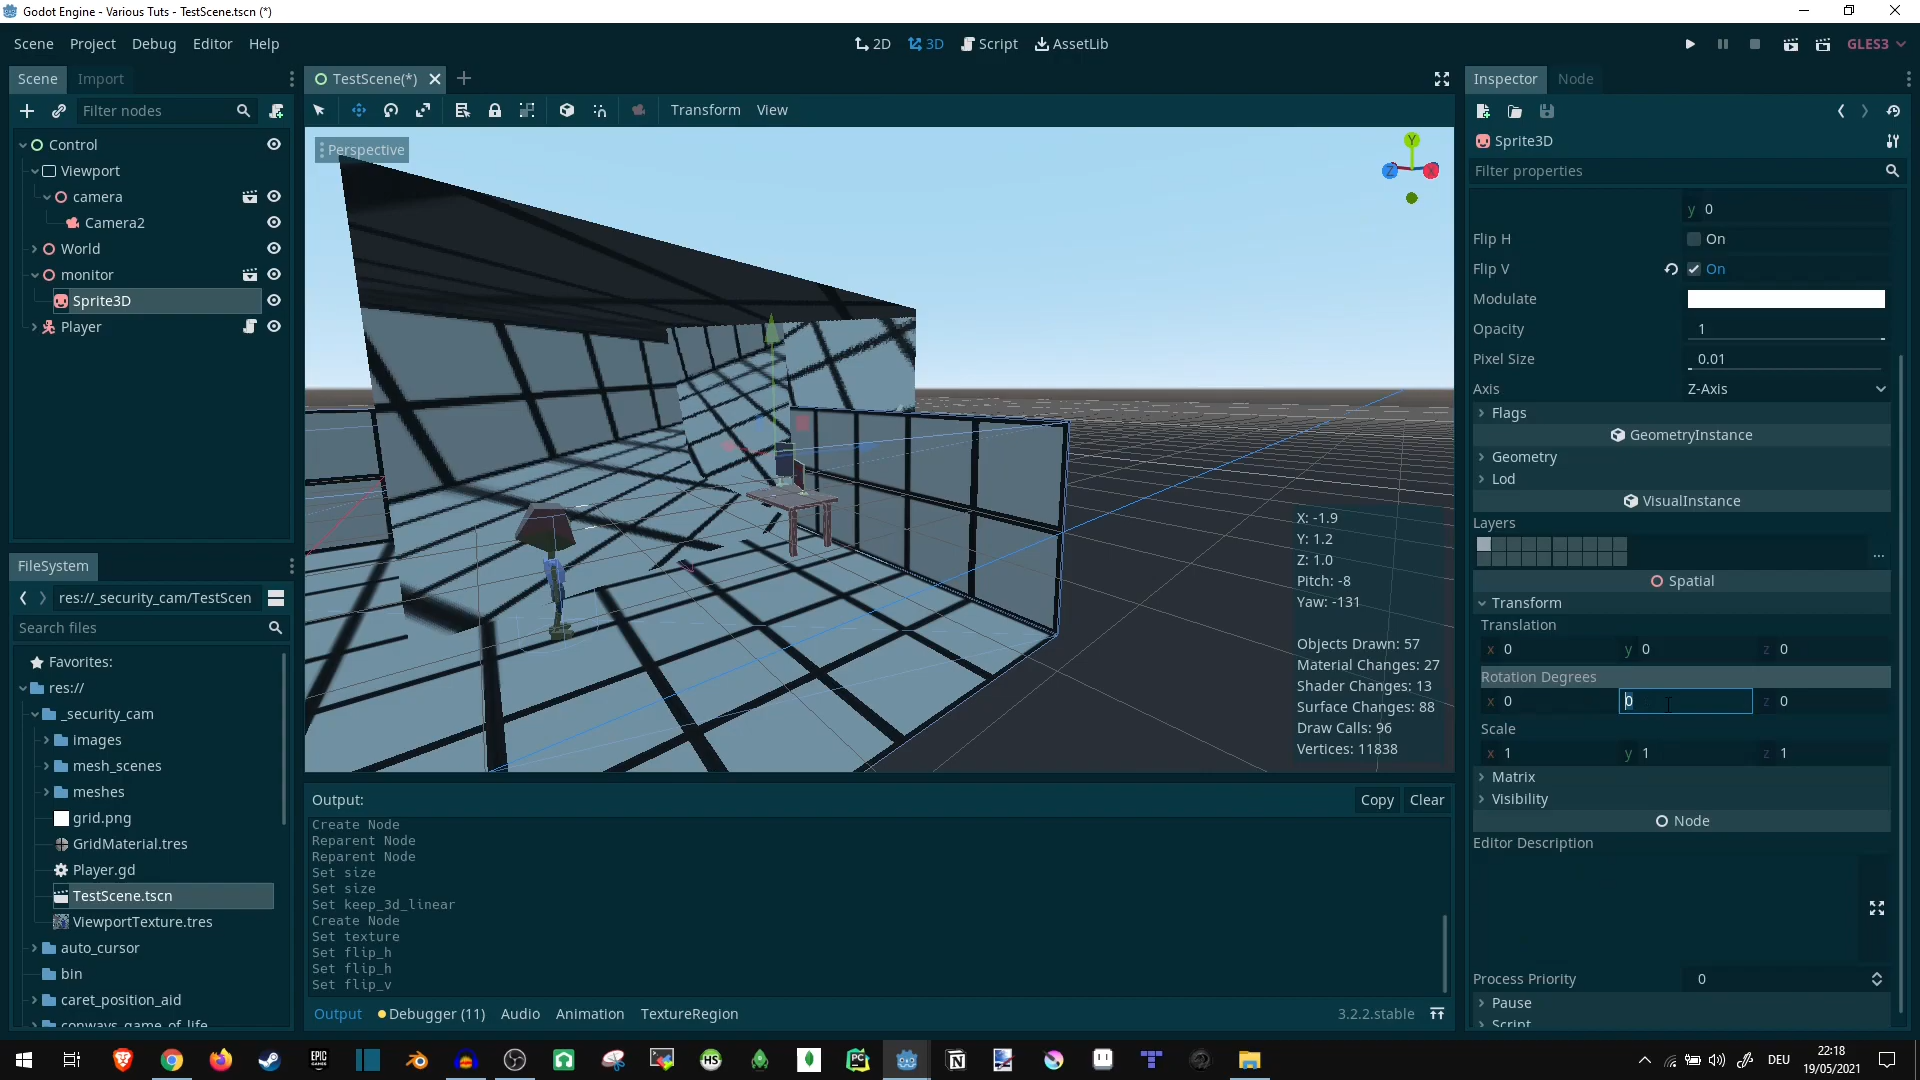 Godot Engine - Various Tuts - TestScene.tscn (*)
Scene Project Debug Editor Help
2D 3D Script AssetLib
GLES3
Scene Import
Filter nodes
Control
Viewport
camera
Camera2
World
monitor
Sprite3D
Player
FileSystem
res://_security_cam/TestScen
Search files
Favorites:
res://
_security_cam
images
mesh_scenes
meshes
grid.png
GridMaterial.tres
Player.gd
TestScene.tscn
ViewportTexture.tres
auto_cursor
bin
caret_position_aid
conways_game_of_life
TestScene(*)
Transform View
Perspective
Y
Z X
X: -1.9
Y: 1.2
Z: 1.0
Pitch: -8
Yaw: -131
Objects Drawn: 57
Material Changes: 27
Shader Changes: 13
Surface Changes: 88
Draw Calls: 96
Vertices: 11838
Output:
Copy Clear
Create Node
Reparent Node
Reparent Node
Set size
Set size
Set keep_3d_linear
Create Node
Set texture
Set flip_h
Set flip_h
Set flip_v
Output Debugger (11) Audio Animation TextureRegion
3.2.2.stable
Inspector Node
Sprite3D
Filter properties
y 0
Flip H On
Flip V On
Modulate
Opacity 1
Pixel Size 0.01
Axis Z-Axis
Flags
GeometryInstance
Geometry
Lod
VisualInstance
Layers
...
Spatial
Transform
Translation
x 0 y 0 z 0
Rotation Degrees
x 0 0 z 0
Scale
x 1 y 1 z 1
Matrix
Visibility
Node
Editor Description
Process Priority 0
Pause
Script
EPIC GAMES
HS
PC
DEU
22:18
19/05/2021